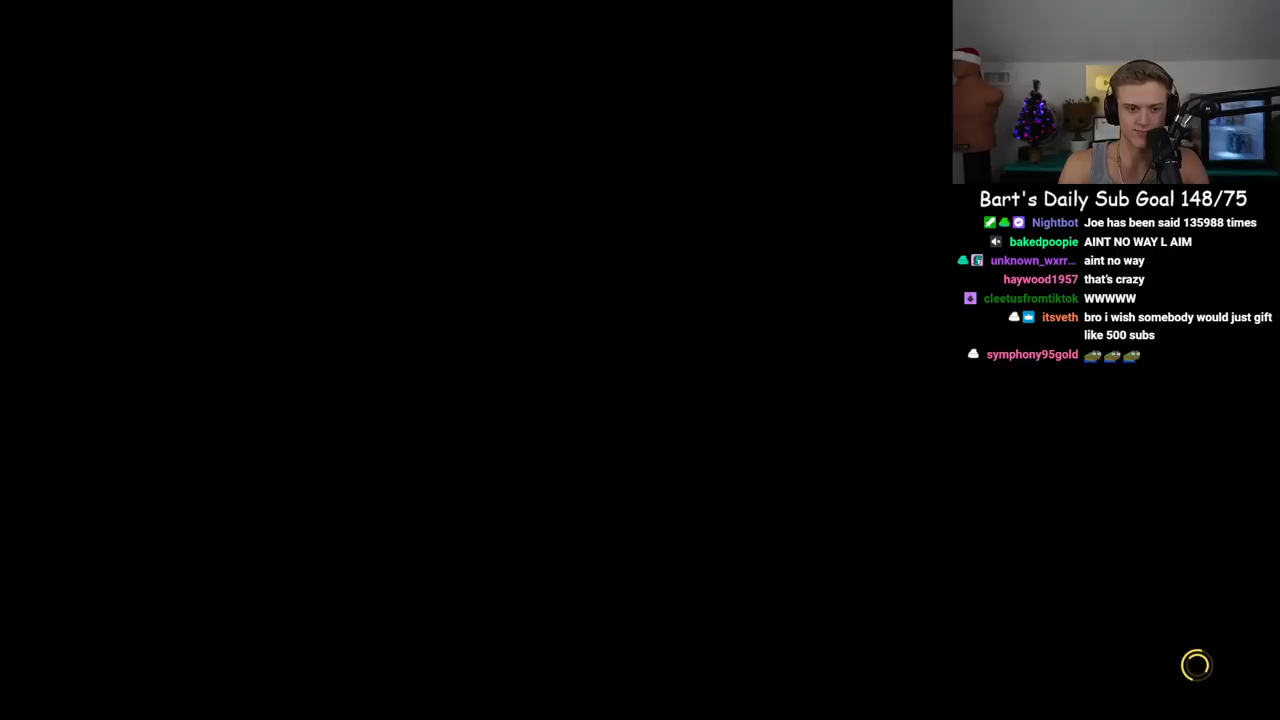 Bart's Daily Sub Goal 148/75
Nightbot Joe has been said 135988 times
bakedpoopie AINT NO WAY L AIM
unknown_wxrr... aint no way
haywood1957 that's crazy
cleetusfromtiktok WWWWW
itsveth bro i wish somebody would just gift
like 500 subs
symphony95gold